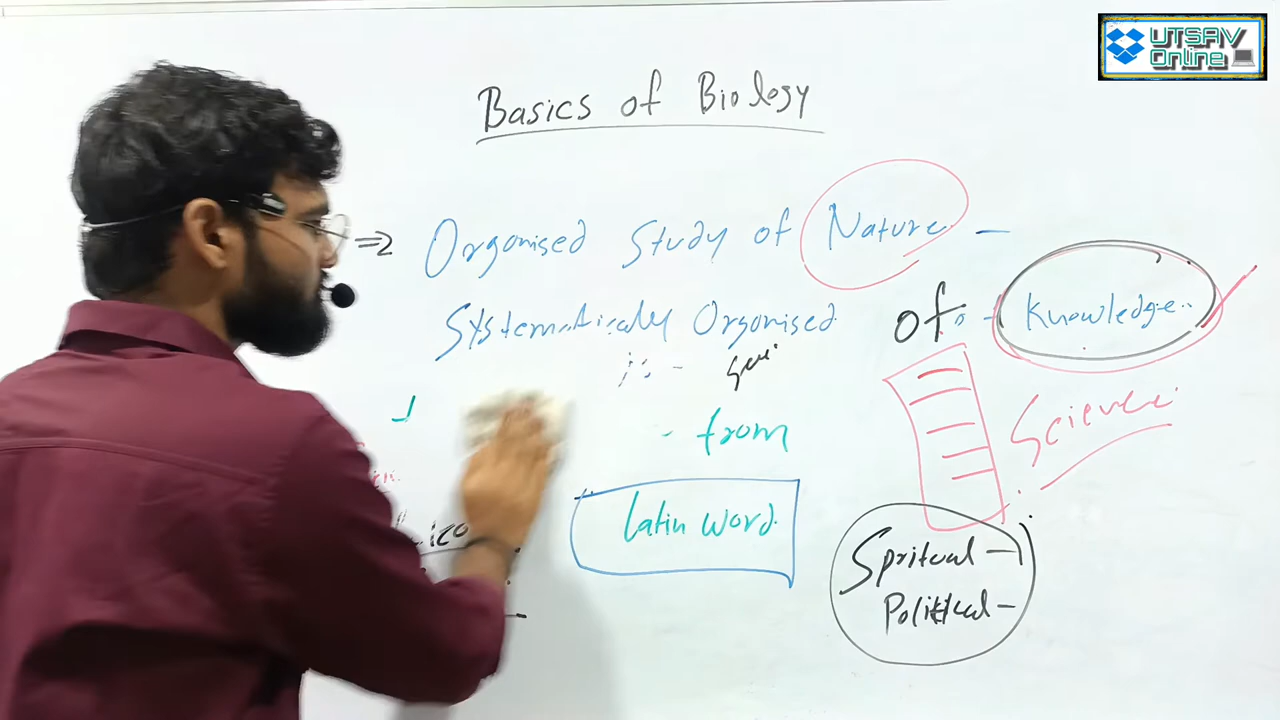 UTSAV
Online
Basics of Biology
⇒ Organised Study of Nature -
Systematically Organised of - Knowledge..
- from
Science
Latin word.
Spritual -
Political -